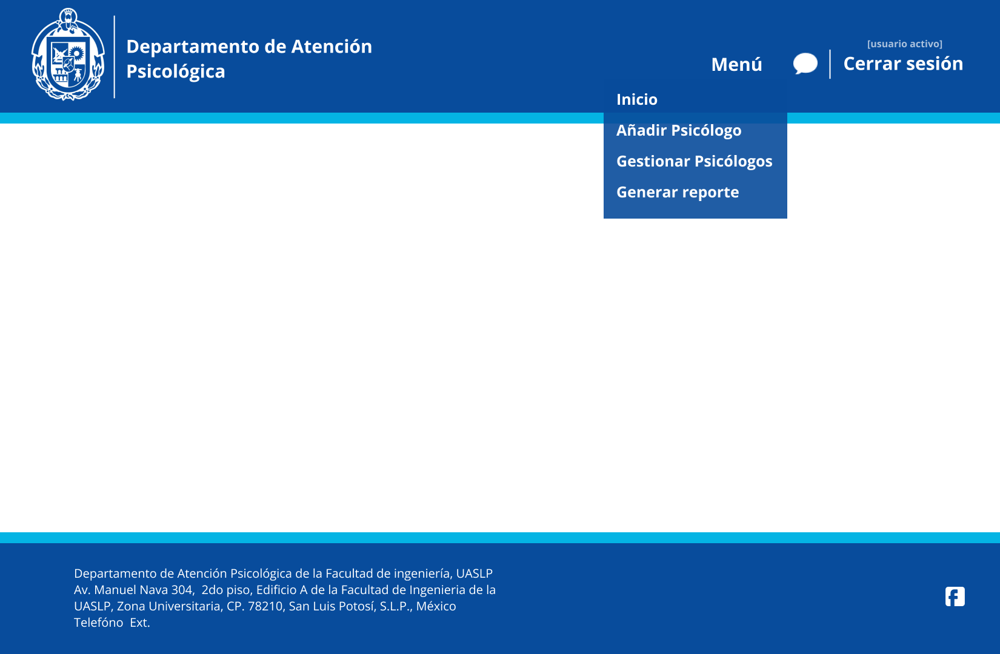 Departamento de Atención
Psicológica
[usuario activo]
Menú
Cerrar sesión
Inicio
Añadir Psicólogo
Gestionar Psicólogos
Generar reporte
Departamento de Atención Psicológica de la Facultad de ingeniería, UASLP
Av. Manuel Nava 304,  2do piso, Edificio A de la Facultad de Ingenieria de la
UASLP, Zona Universitaria, CP. 78210, San Luis Potosí, S.L.P., México
Telefóno  Ext.